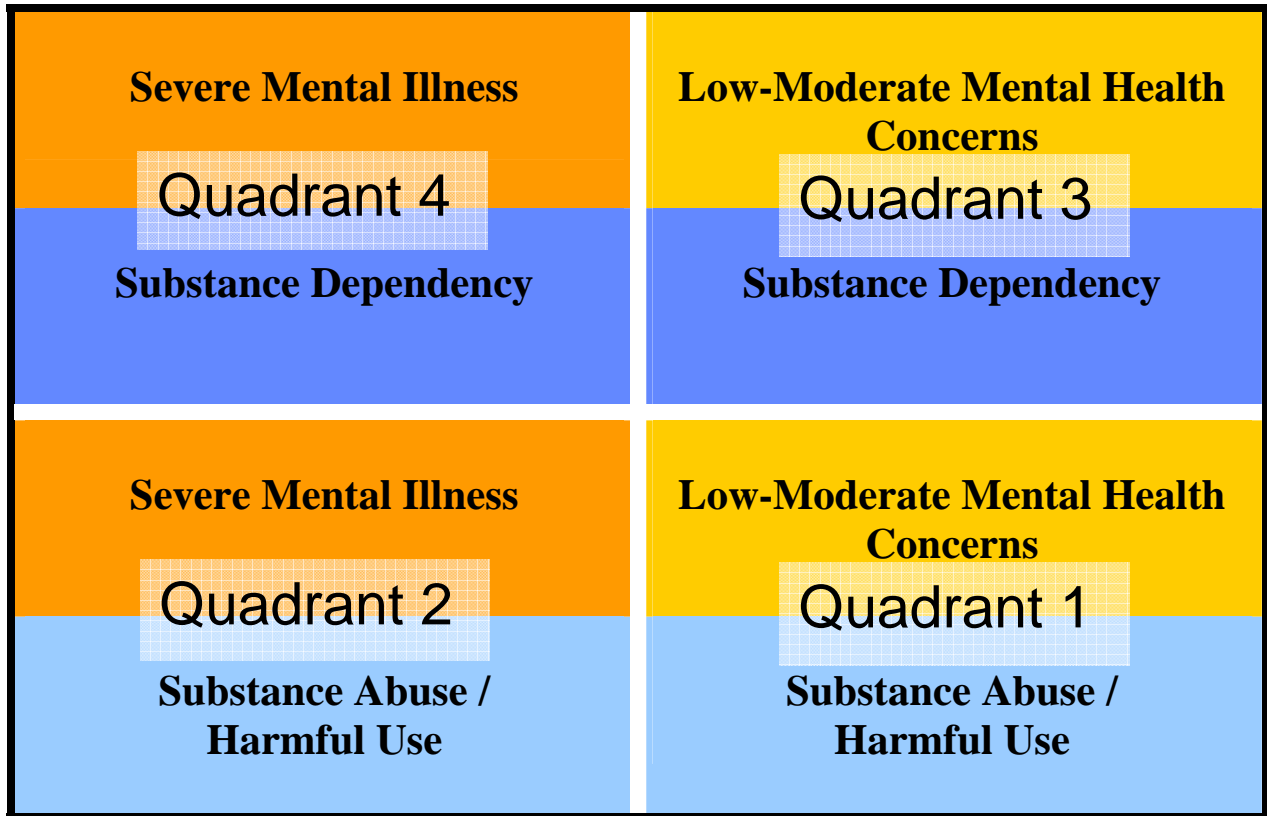 Severe Mental Illness
Quadrant 4
Substance Dependency
Low-Moderate Mental Health
Concerns
Quadrant 3
Substance Dependency
Severe Mental Illness
Quadrant 2
Substance Abuse /
Harmful Use
Low-Moderate Mental Health
Concerns
Quadrant 1
Substance Abuse /
Harmful Use